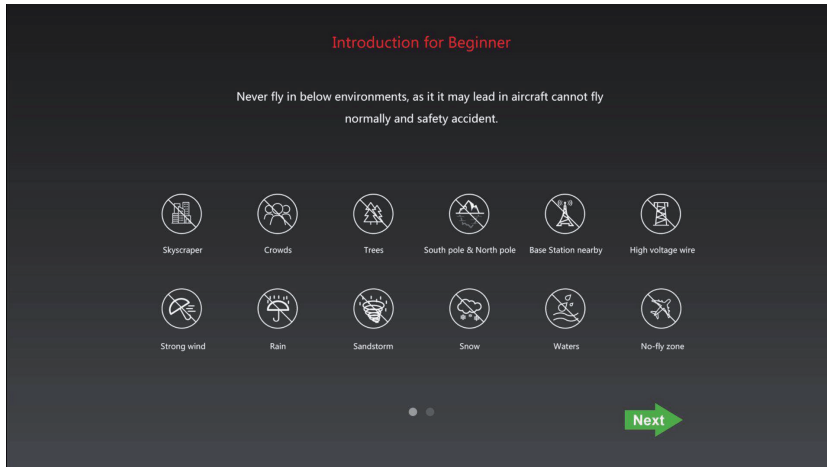 Introduction for Beginner
Never fly in below environments, as it it may lead in aircraft cannot fly
normally and safety accident.
Skyscraper
Crowds
Trees
South pole & North pole
Base Station nearby
High voltage wire
Strong wind
Rain
Sandstorm
Snow
Waters
No-fly zone
Next